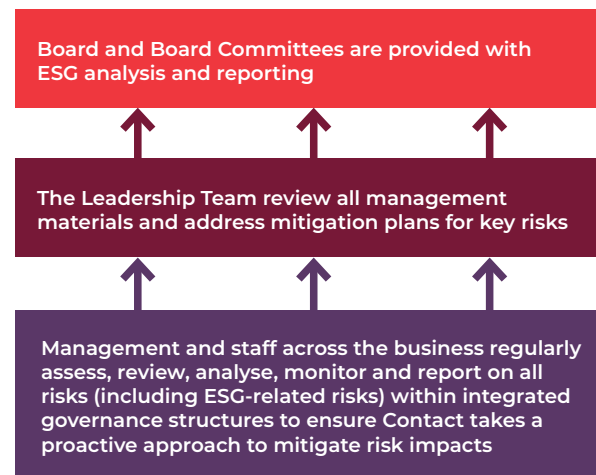 Board and Board Committees are provided with
ESG analysis and reporting
The Leadership Team review all management
materials and address mitigation plans for key risks
Management and staff across the business regularly
assess, review, analyse, monitor and report on all
risks (including ESG-related risks) within integrated
governance structures to ensure Contact takes a
proactive approach to mitigate risk impacts